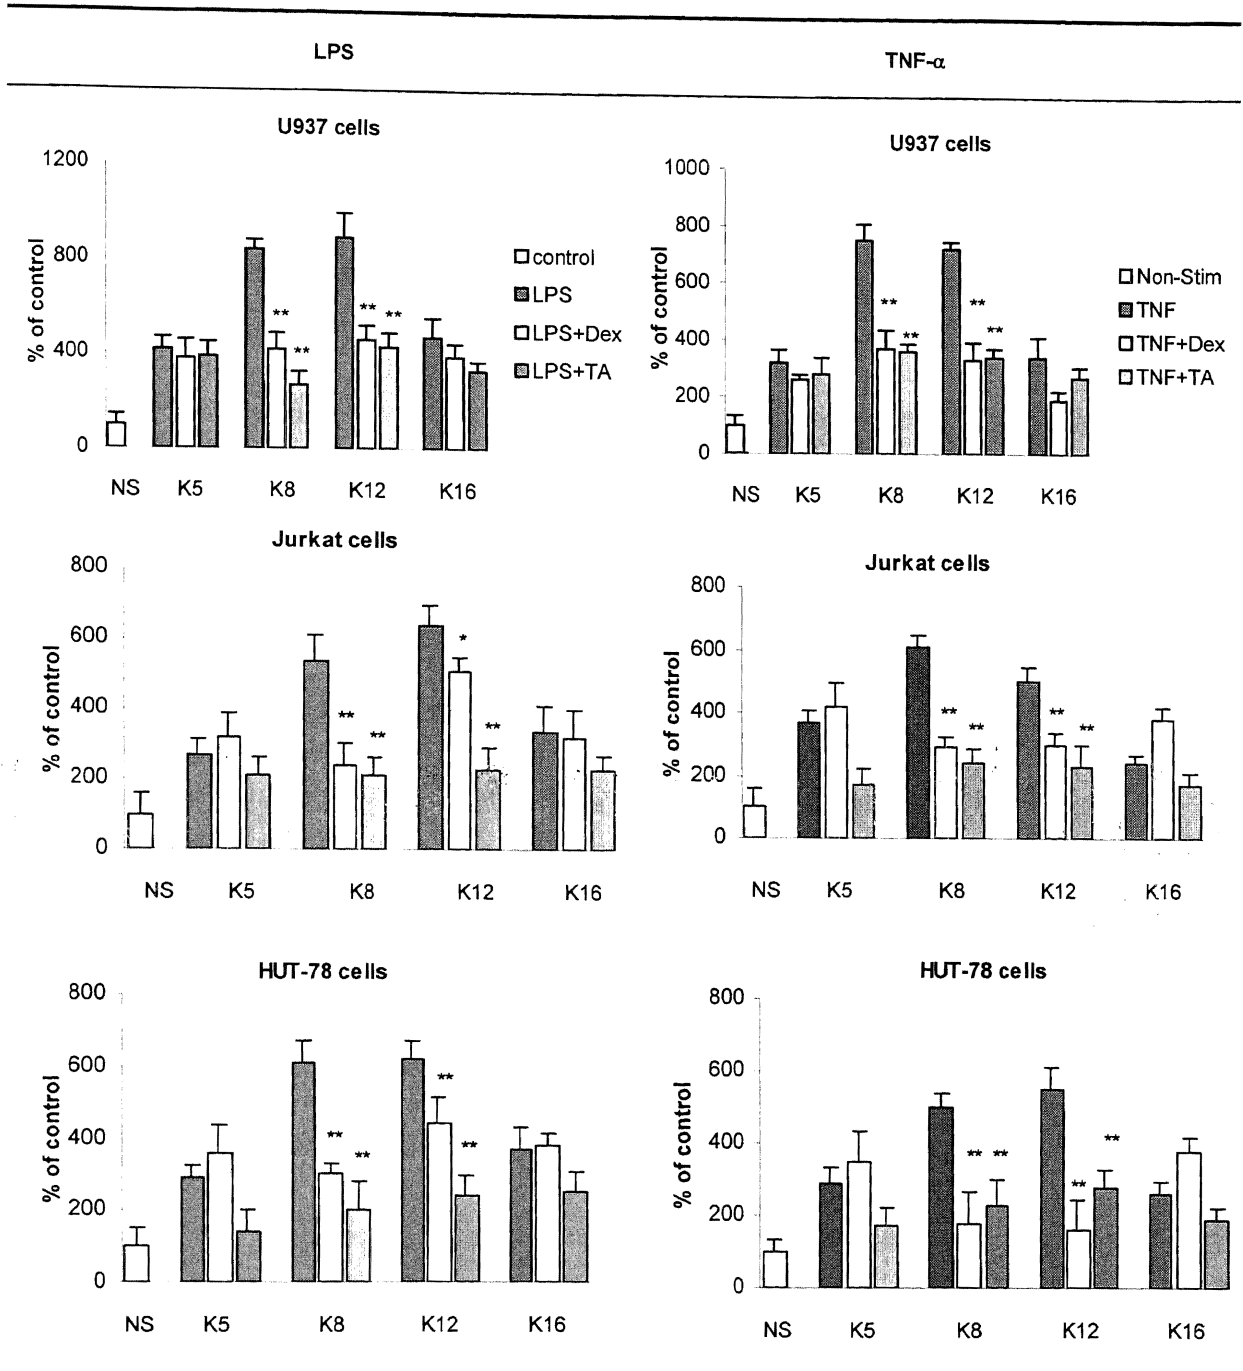 LPS
TNF-α
U937 cells
% of control
1200
800
400
0
**
**
**
**
NS K5 K8 K12 K16
control
LPS
LPS+Dex
LPS+TA
U937 cells
% of control
1000
800
600
400
200
0
**
**
**
**
NS K5 K8 K12 K16
Non-Stim
TNF
TNF+Dex
TNF+TA
Jurkat cells
% of control
800
600
400
200
0
**
**
*
**
NS K5 K8 K12 K16
Jurkat cells
% of control
800
600
400
200
0
**
**
**
**
NS K5 K8 K12 K16
HUT-78 cells
% of control
800
600
400
200
0
**
**
**
**
NS K5 K8 K12 K16
HUT-78 cells
% of control
800
600
400
200
0
**
**
**
**
NS K5 K8 K12 K16